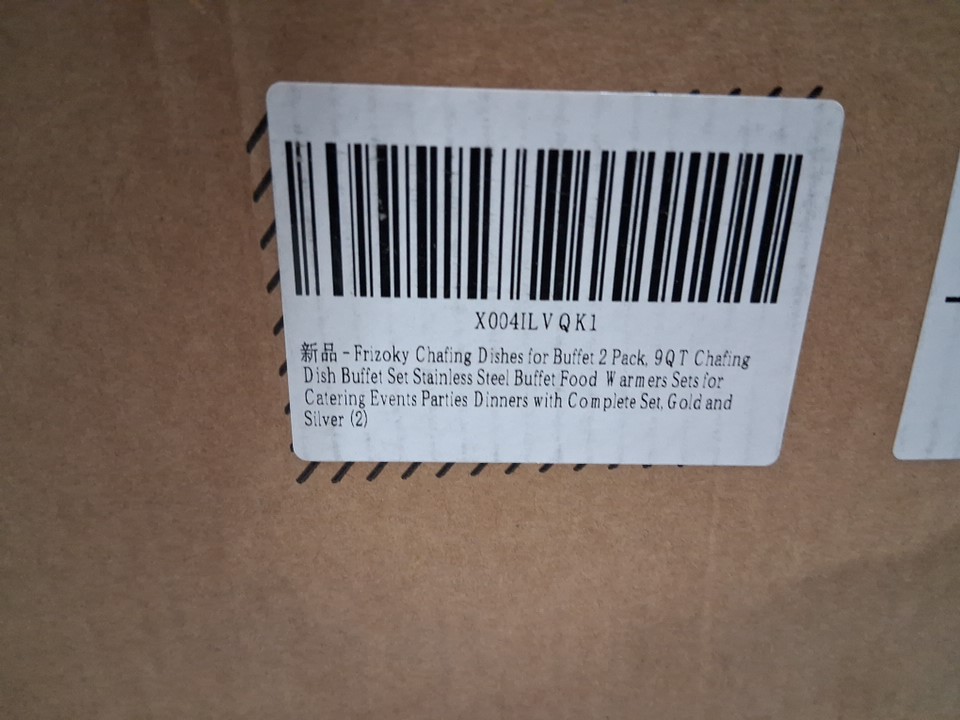 X004ILVQK1
新品 - Frizoky Chafing Dishes for Buffet 2 Pack, 9QT Chafing
Dish Buffet Set Stainless Steel Buffet Food Warmers Sets for
Catering Events Parties Dinners with Complete Set, Gold and
Silver (2)